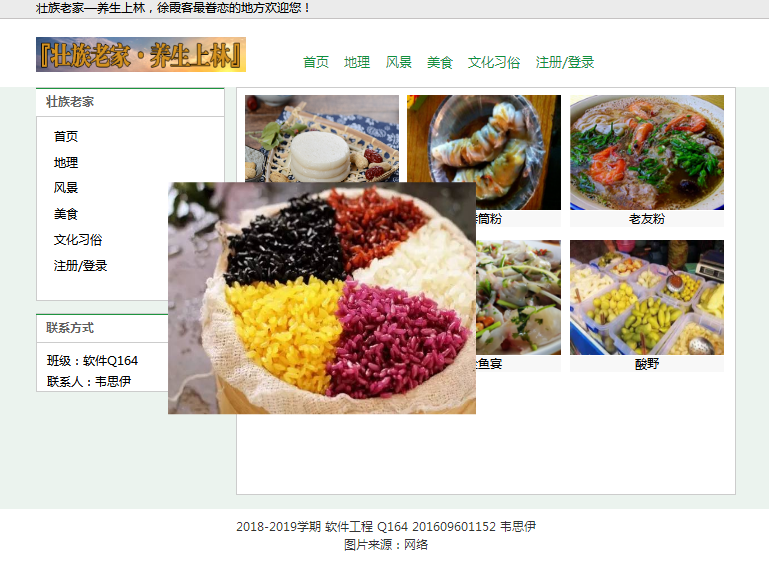 壮族老家—养生上林，徐霞客最眷恋的地方欢迎您！
『壮族老家·养生上林』
首页 地理 风景 美食 文化习俗 注册/登录
壮族老家
首页
地理
风景
美食
文化习俗
注册/登录
联系方式
班级：软件Q164
联系人：韦思伊
筒粉
老友粉
鱼宴
酸野
2018-2019学期 软件工程 Q164 201609601152 韦思伊
图片来源：网络